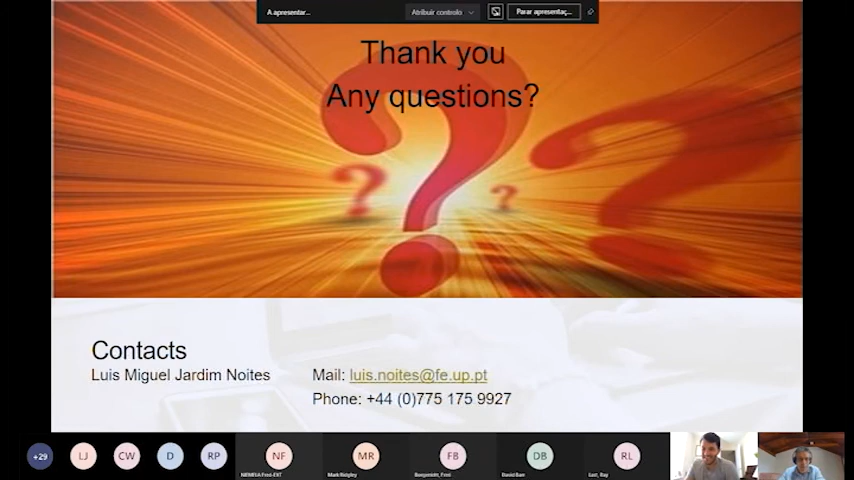 A apresentar...
Atribuir controlo
Parar apresentaç...
Thank you
Any questions?
Contacts
Luis Miguel Jardim Noites
Mail: luis.noites@fe.up.pt
Phone: +44 (0)775 175 9927
+29
LJ
CW
D
RP
NF
MR
FB
DB
RL
Mark Ridgley
David Barr
Last, Ray